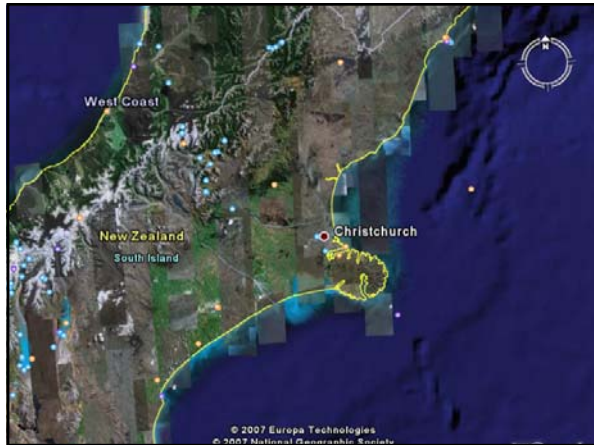 N
West Coast
Christchurch
New Zealand
South Island
© 2007 Europa Technologies
© 2007 National Geographic Society